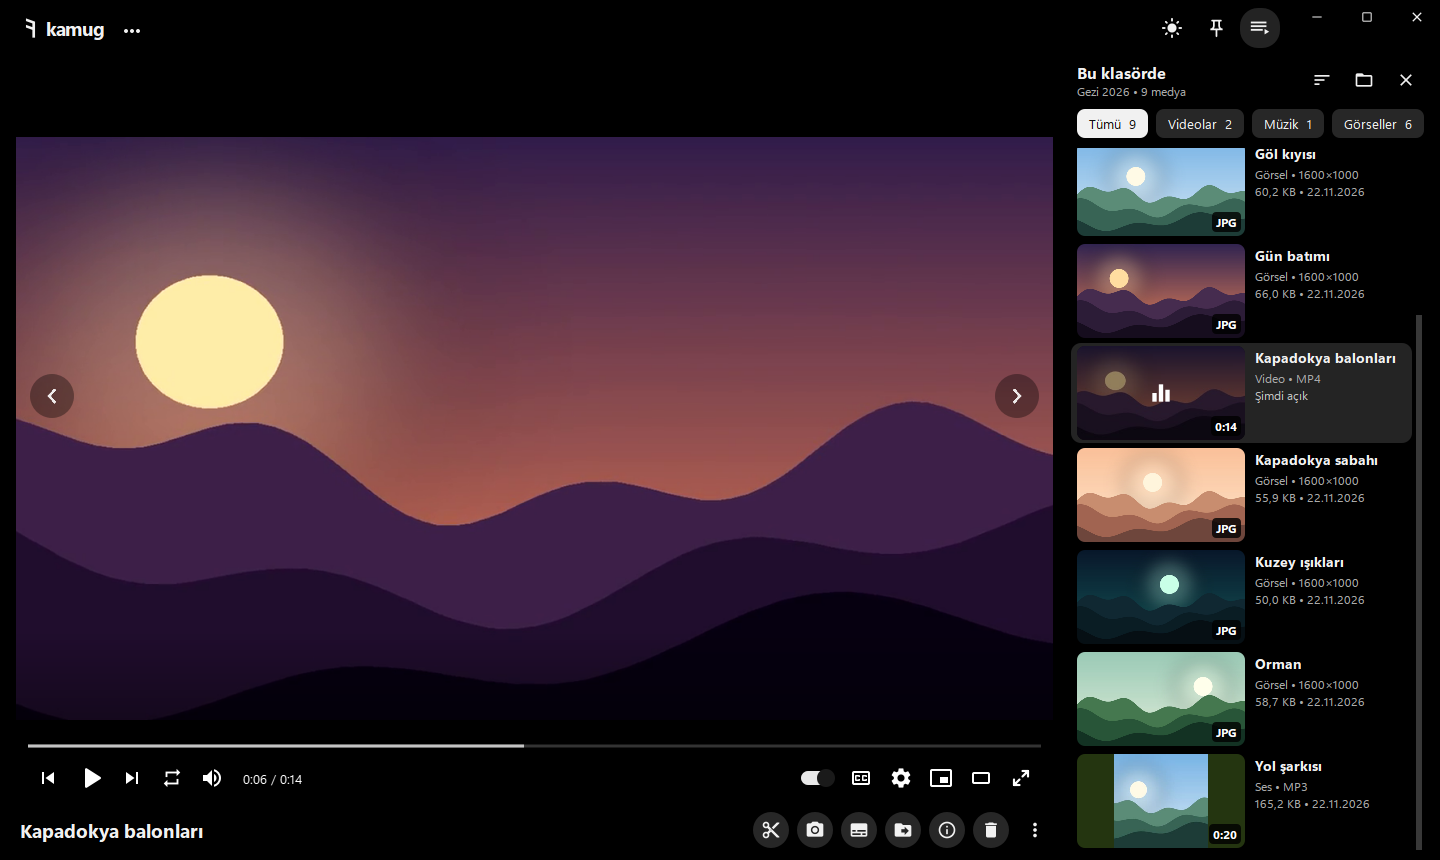 kamug
Bu klasörde
Gezi 2026 • 9 medya
Tümü 9
Videolar 2
Müzik 1
Görseller 6
Göl kıyısı
Görsel • 1600×1000
60,2 KB • 22.11.2026
JPG
Gün batımı
Görsel • 1600×1000
66,0 KB • 22.11.2026
JPG
Kapadokya balonları
Video • MP4
Şimdi açık
0:14
Kapadokya sabahı
Görsel • 1600×1000
55,9 KB • 22.11.2026
JPG
Kuzey ışıkları
Görsel • 1600×1000
50,0 KB • 22.11.2026
JPG
Orman
Görsel • 1600×1000
58,7 KB • 22.11.2026
JPG
Yol şarkısı
Ses • MP3
165,2 KB • 22.11.2026
0:20
0:06 / 0:14
CC
Kapadokya balonları